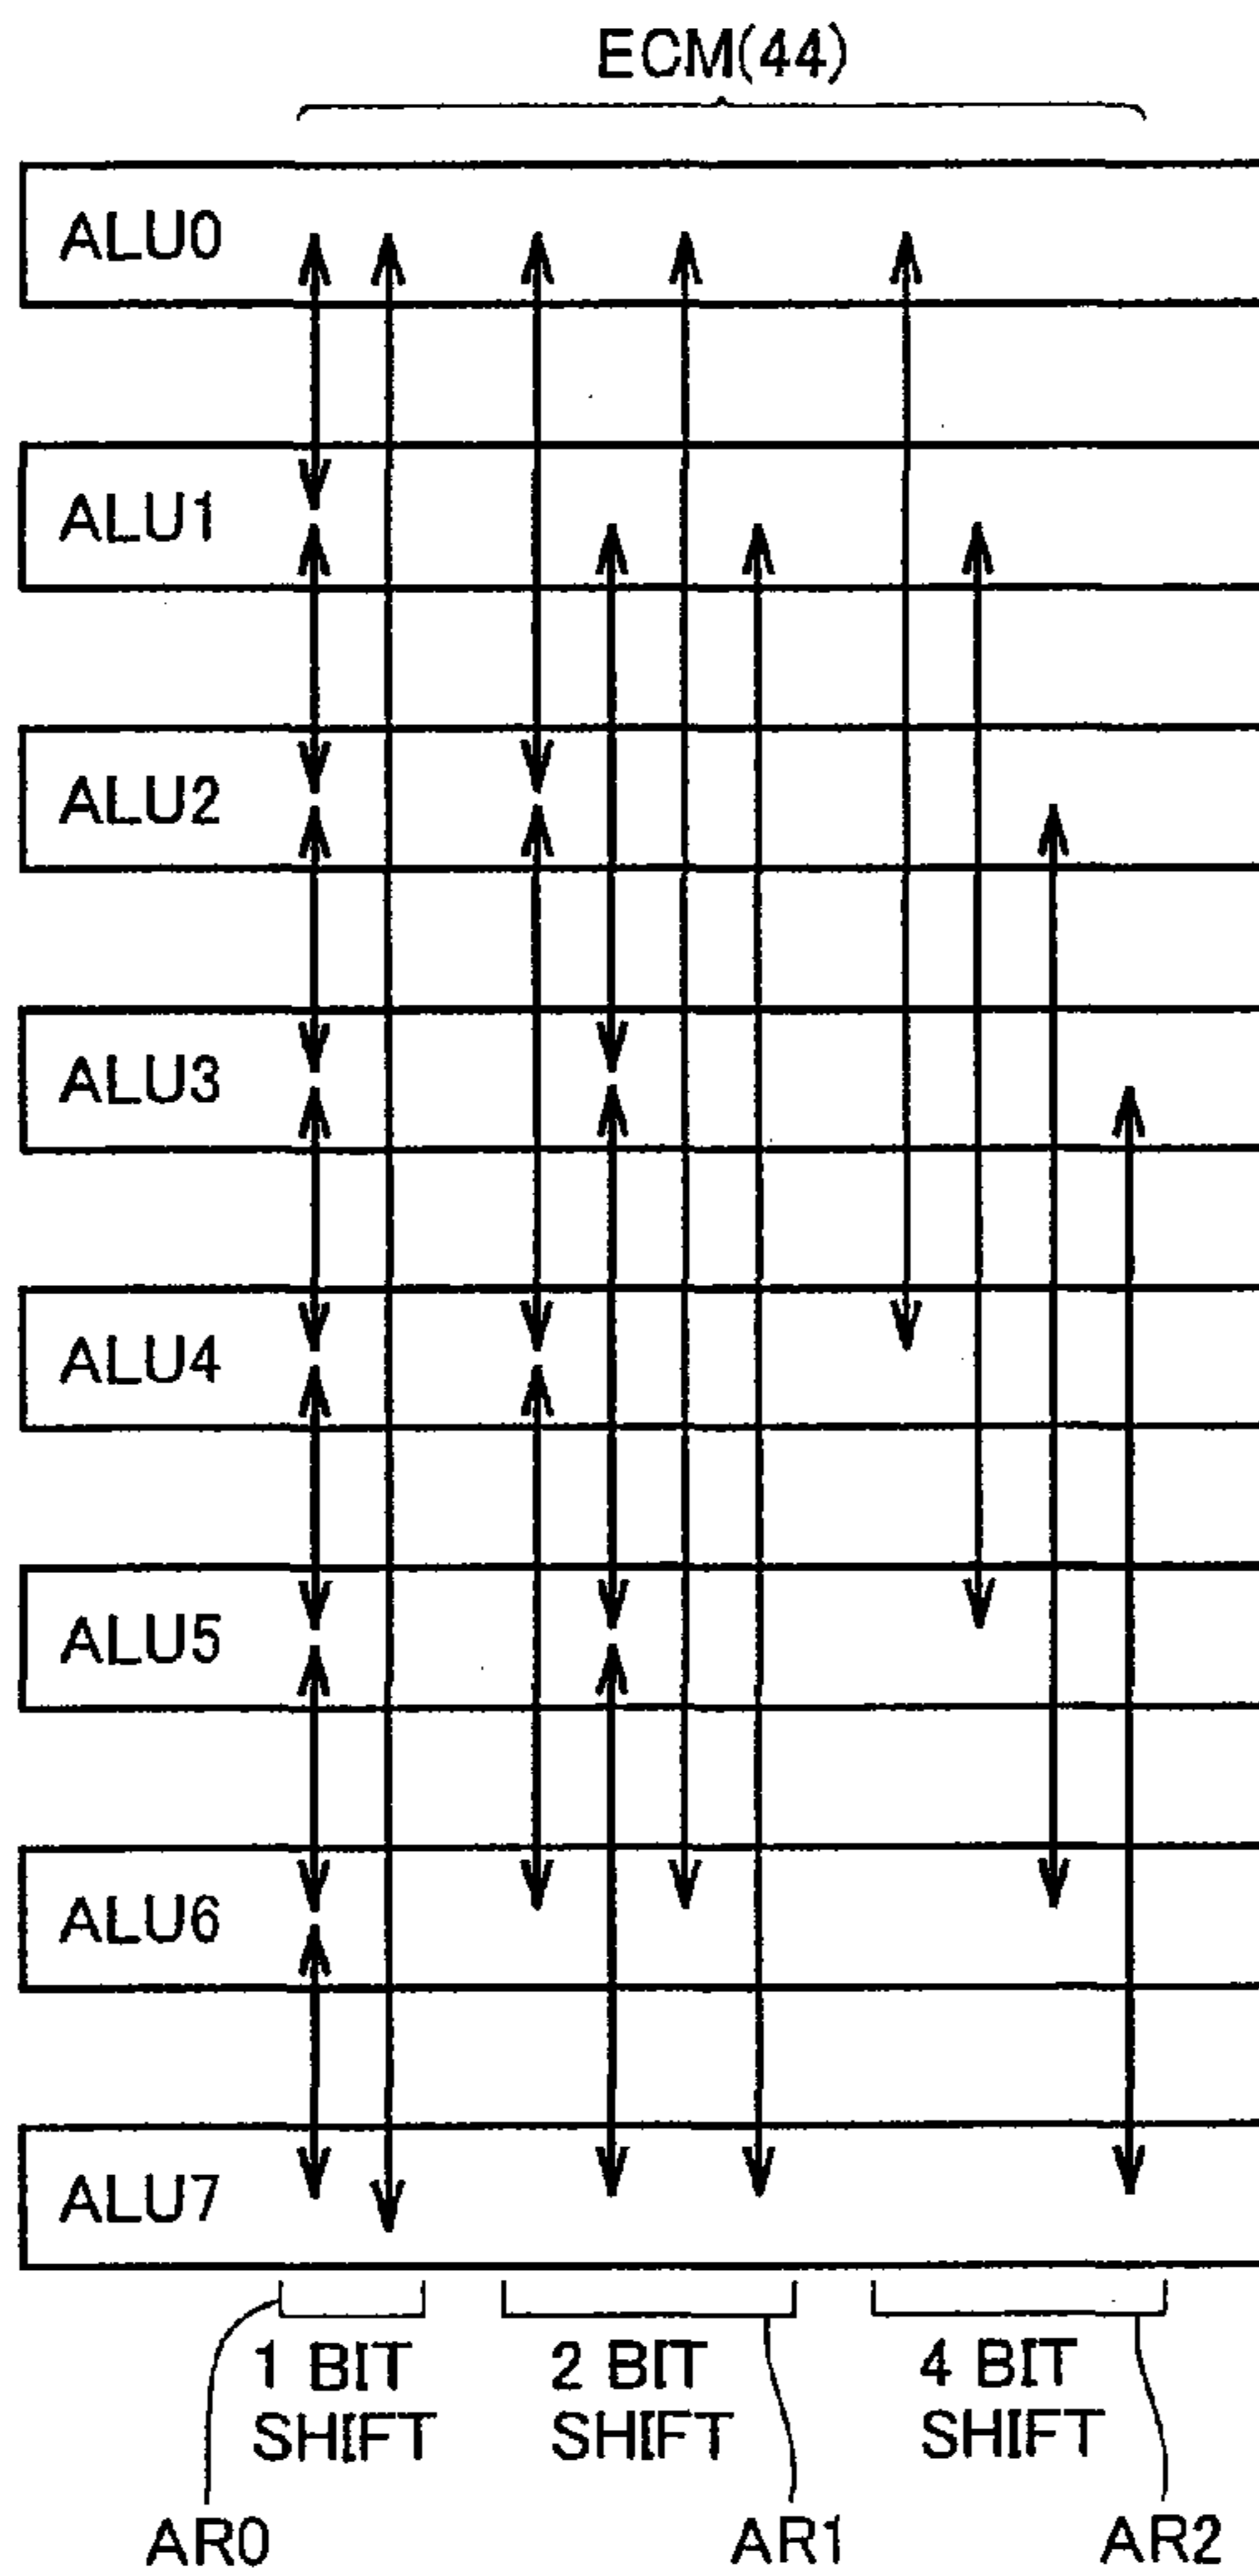 ECM(44)
ALU0
ALU1
ALU2
ALU3
ALU4
ALU5
ALU6
ALU7
1 BIT SHIFT
2 BIT SHIFT
4 BIT SHIFT
AR0
AR1
AR2